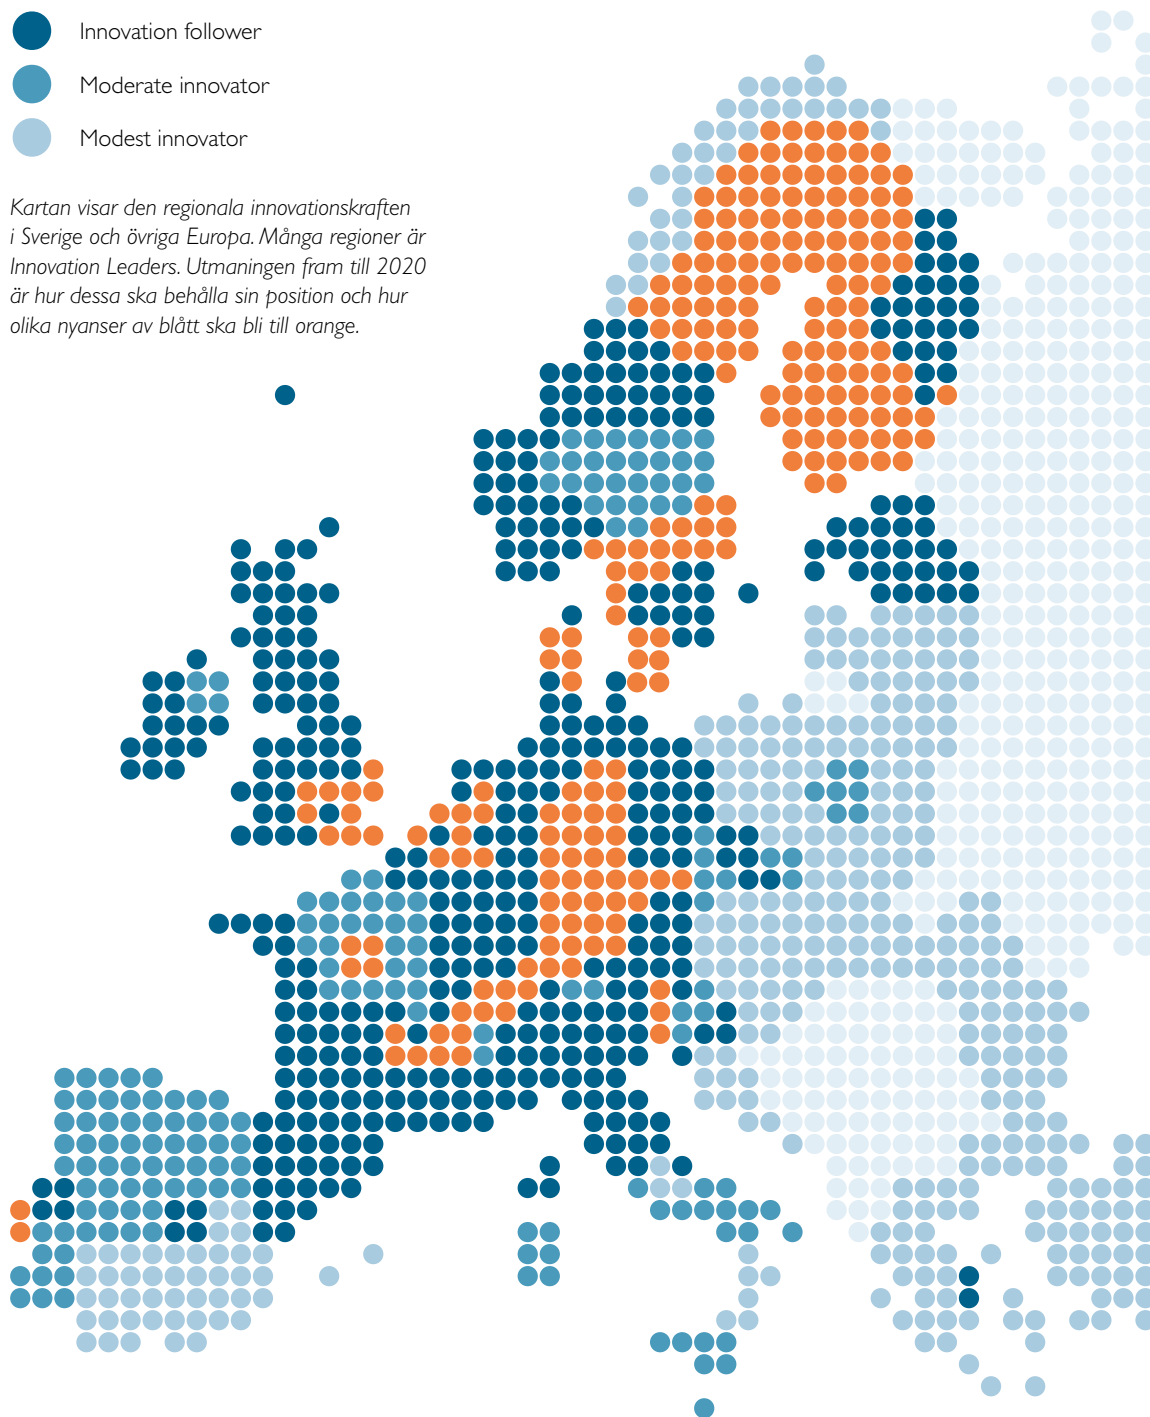 Innovation follower
Moderate innovator
Modest innovator
Kartan visar den regionala innovationskraften
i Sverige och övriga Europa. Många regioner är
Innovation Leaders. Utmaningen fram till 2020
är hur dessa ska behålla sin position och hur
olika nyanser av blått ska bli till orange.